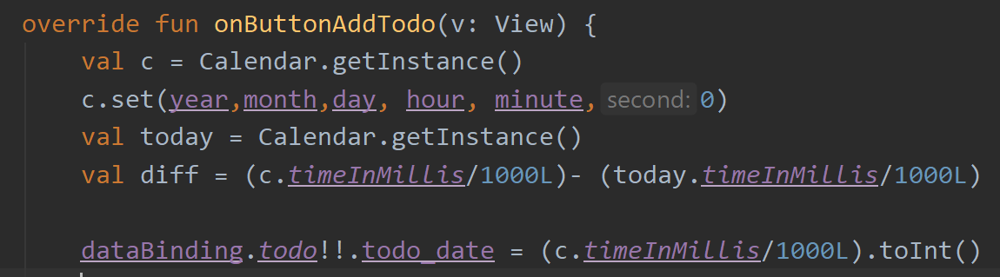 override fun onButtonAddTodo(v: View) {
val c = Calendar.getInstance()
c.set(year,month,day, hour, minute, second: 0)
val today = Calendar.getInstance()
val diff = (c.timeInMillis/1000L)- (today.timeInMillis/1000L)
dataBinding.todo!!.todo_date = (c.timeInMillis/1000L).toInt()